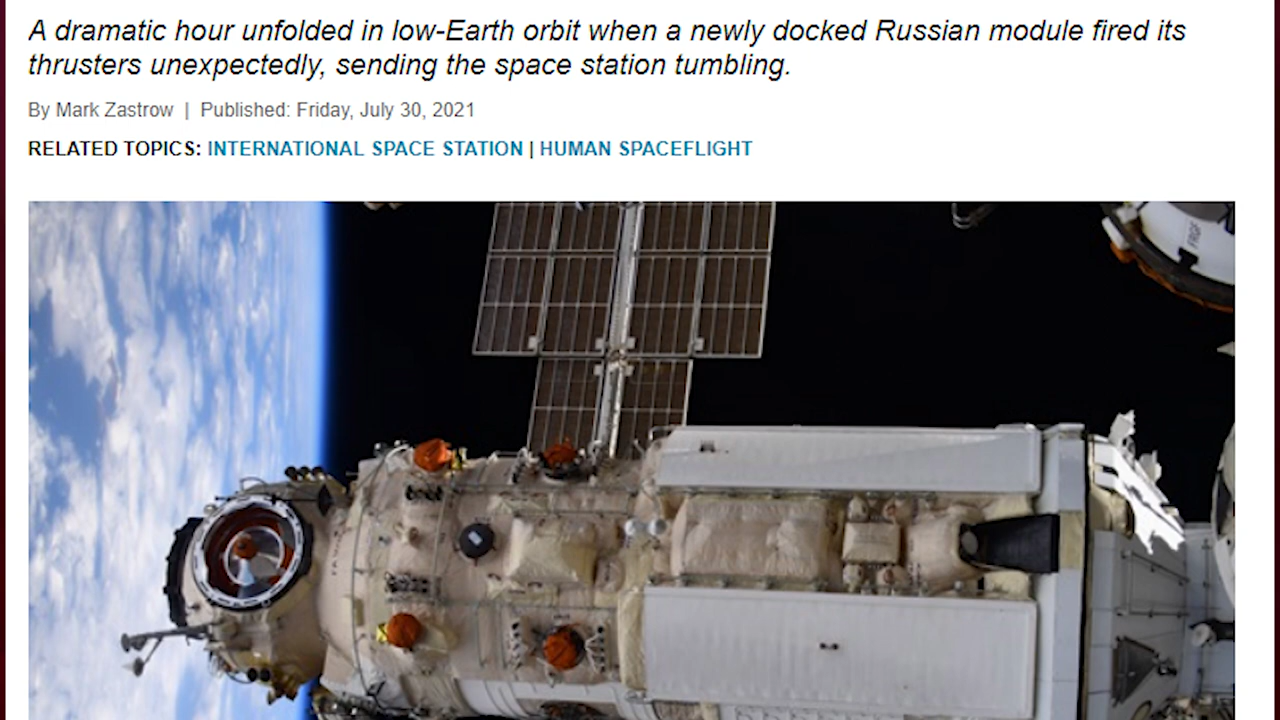 A dramatic hour unfolded in low-Earth orbit when a newly docked Russian module fired its
thrusters unexpectedly, sending the space station tumbling.
By Mark Zastrow | Published: Friday, July 30, 2021
RELATED TOPICS: INTERNATIONAL SPACE STATION | HUMAN SPACEFLIGHT